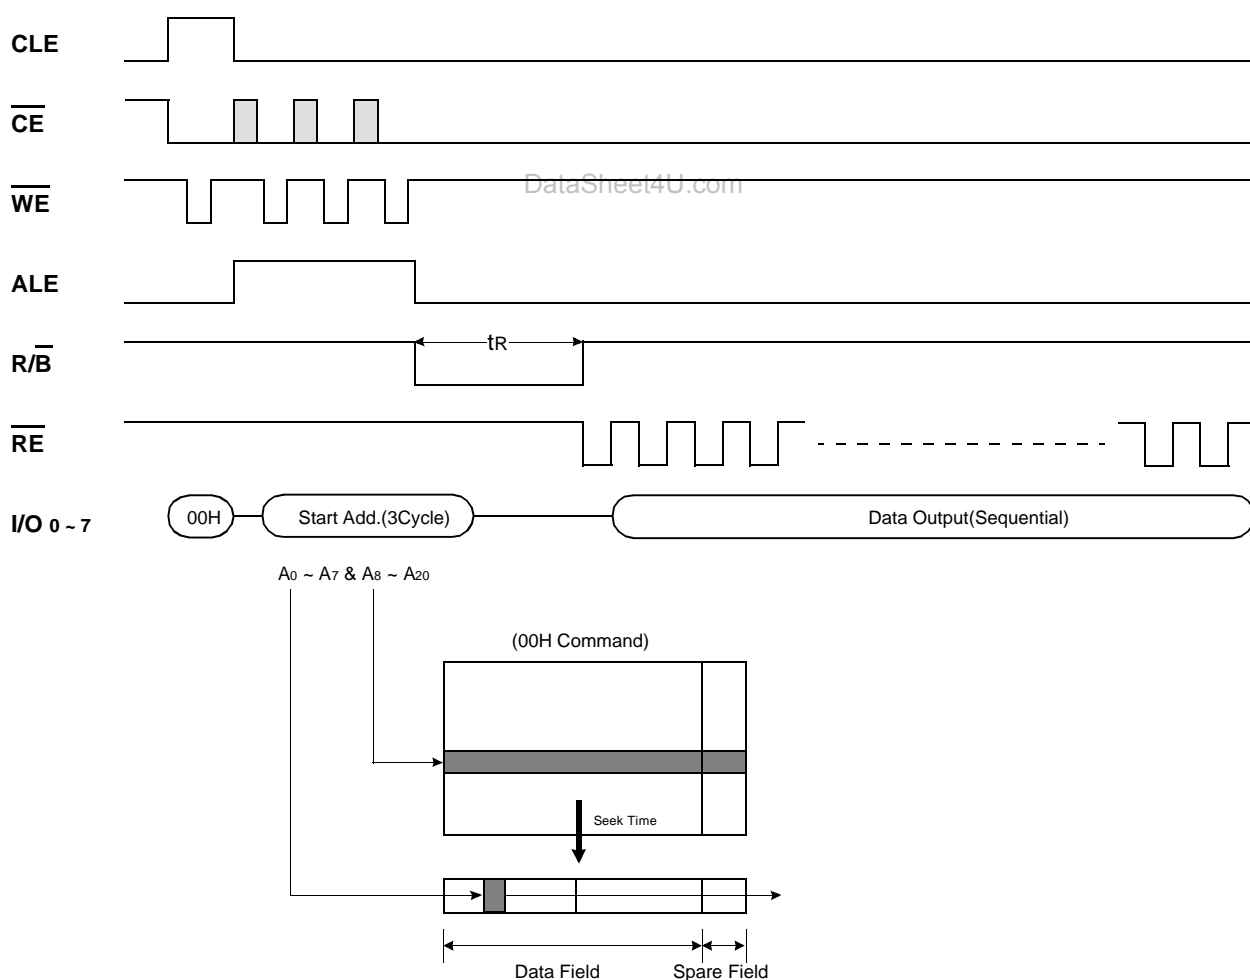 CLE
CE
WE
DataSheet4U.com
ALE
R/B
tR
RE
I/O 0 ~ 7
00H
Start Add.(3Cycle)
Data Output(Sequential)
A0 ~ A7 & A8 ~ A20
(00H Command)
Seek Time
Data Field
Spare Field